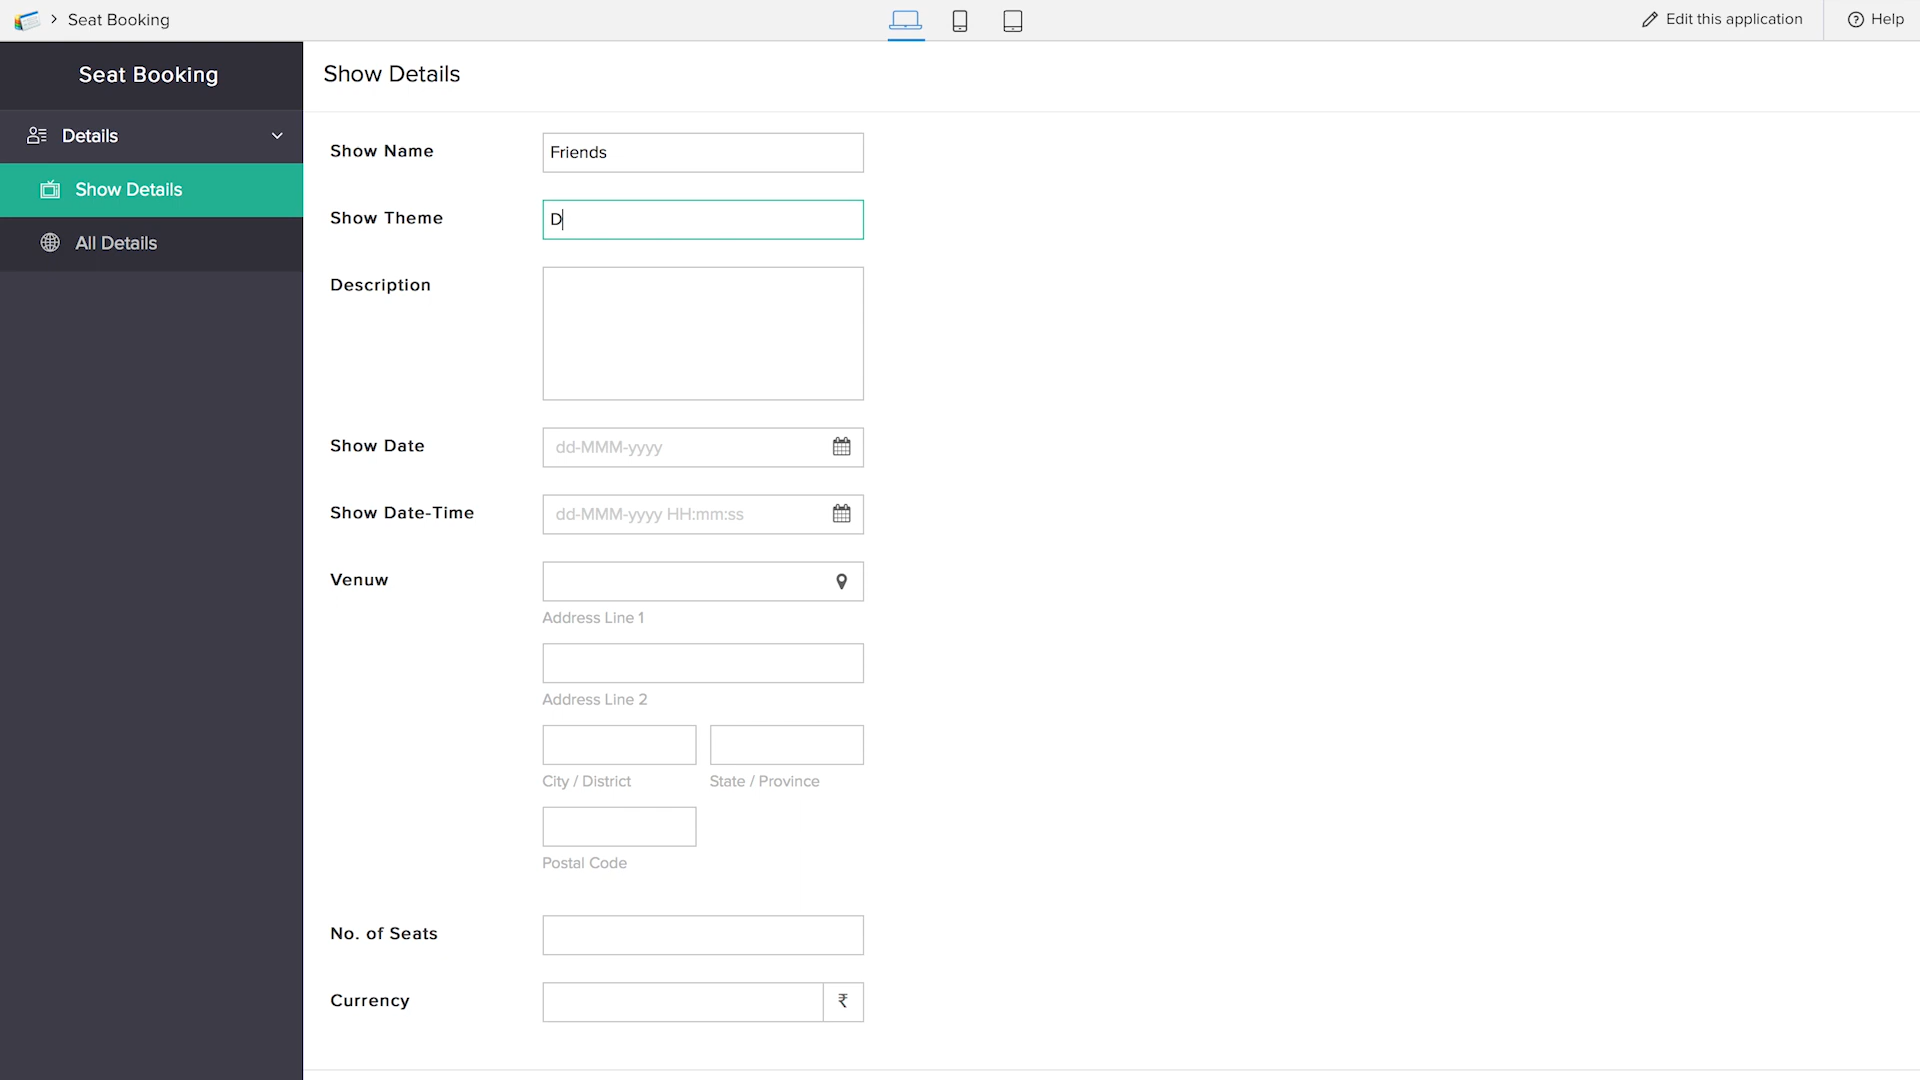 Seat Booking
Edit this application
Help
Seat Booking
Details
Show Details
All Details
Show Details
Show Name
Friends
Show Theme
D
Description
Show Date
dd-MMM-yyyy
Show Date-Time
dd-MMM-yyyy HH:mm:ss
Venuw
Address Line 1
Address Line 2
City / District
State / Province
Postal Code
No. of Seats
Currency
₹